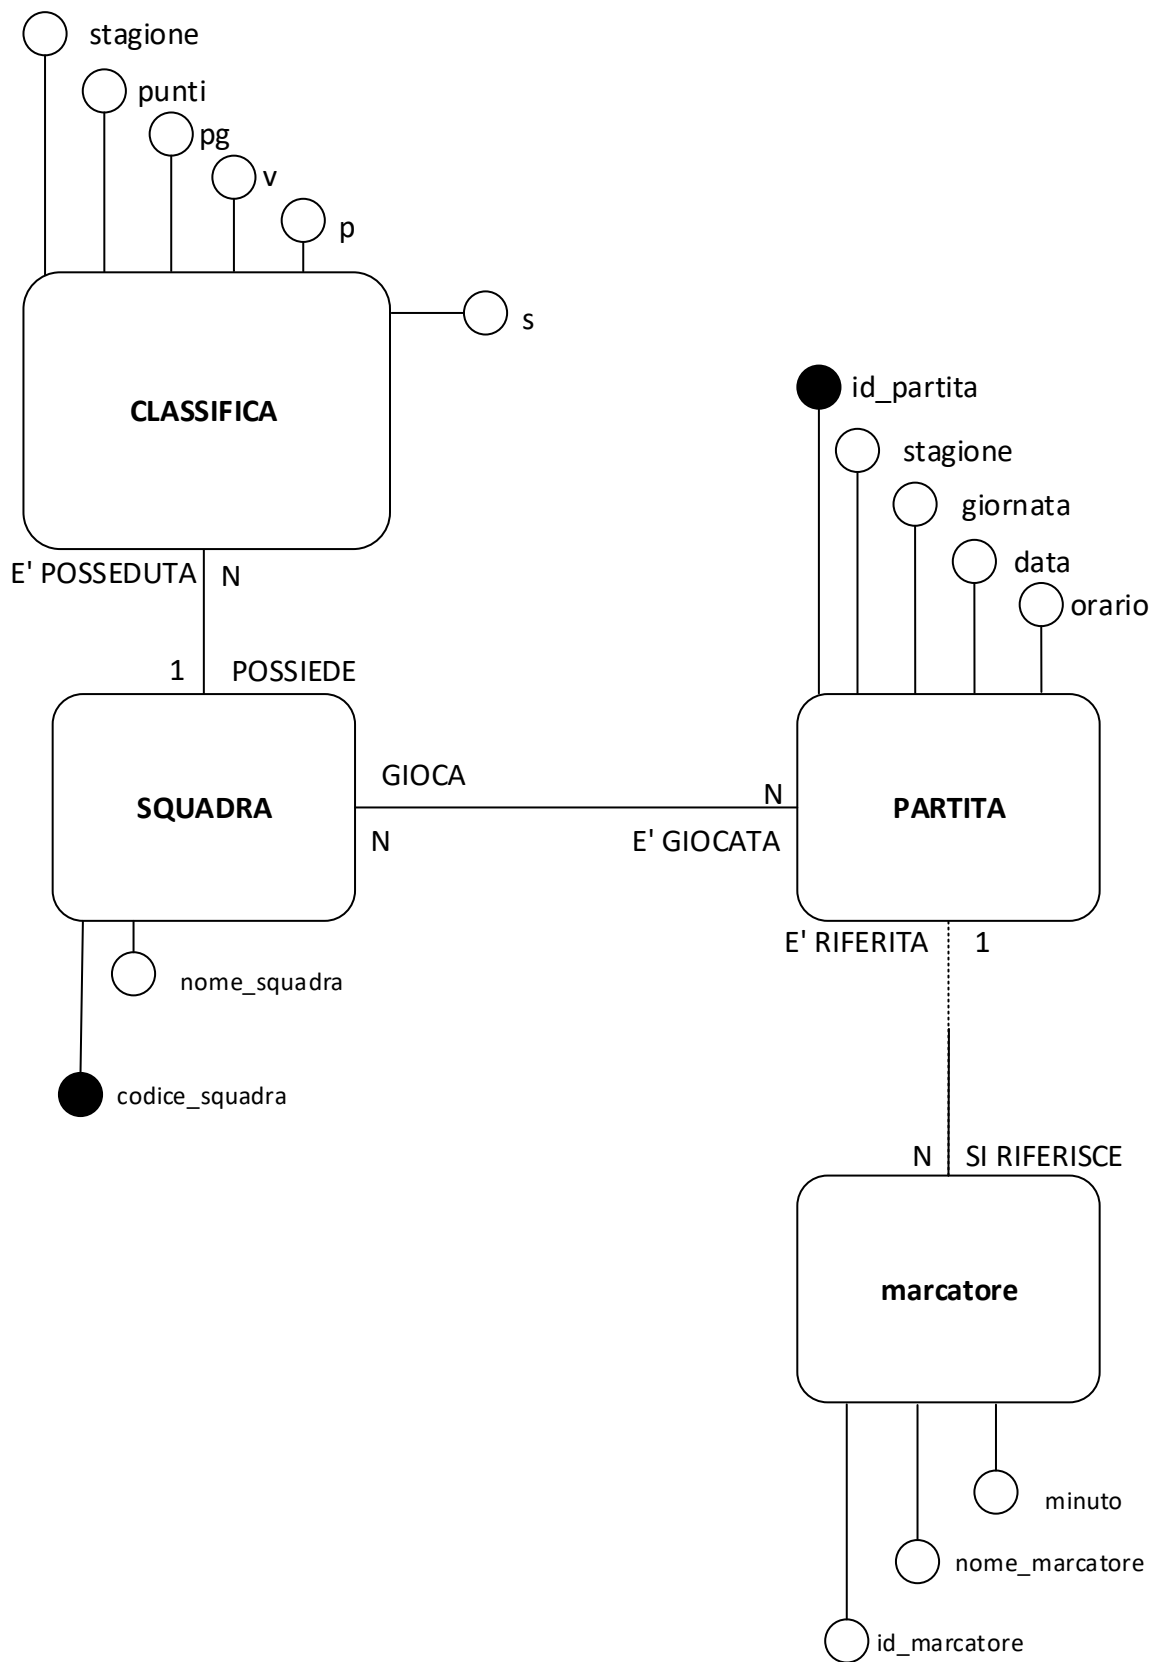 stagione
punti
pg
v
p
s
CLASSIFICA
id_partita
stagione
giornata
data
orario
E' POSSEDUTA N
1 POSSIEDE
GIOCA
N
SQUADRA
PARTITA
N
E' GIOCATA
E' RIFERITA 1
nome_squadra
codice_squadra
N SI RIFERISCE
marcatore
minuto
nome_marcatore
id_marcatore